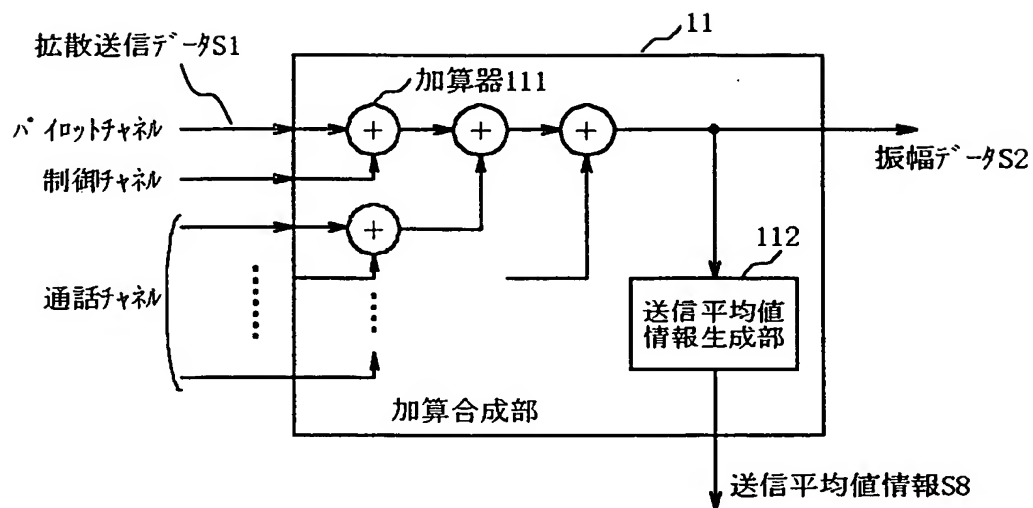 11
拡散送信データS1
加算器111
パイロットチャネル
振幅データS2
制御チャネル
112
通話チャネル
送信平均値
情報生成部
加算合成部
送信平均値情報S8